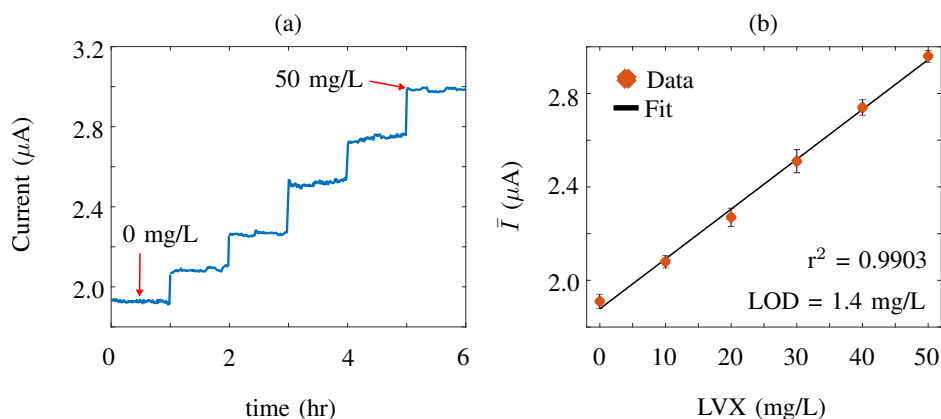 (a)
3.2
2.8
2.4
2.0
Current (μA)
50 mg/L
0 mg/L
0 2 4 6
time (hr)
(b)
2.8
2.4
2.0
Ī (μA)
Data
Fit
r² = 0.9903
LOD = 1.4 mg/L
0 10 20 30 40 50
LVX (mg/L)